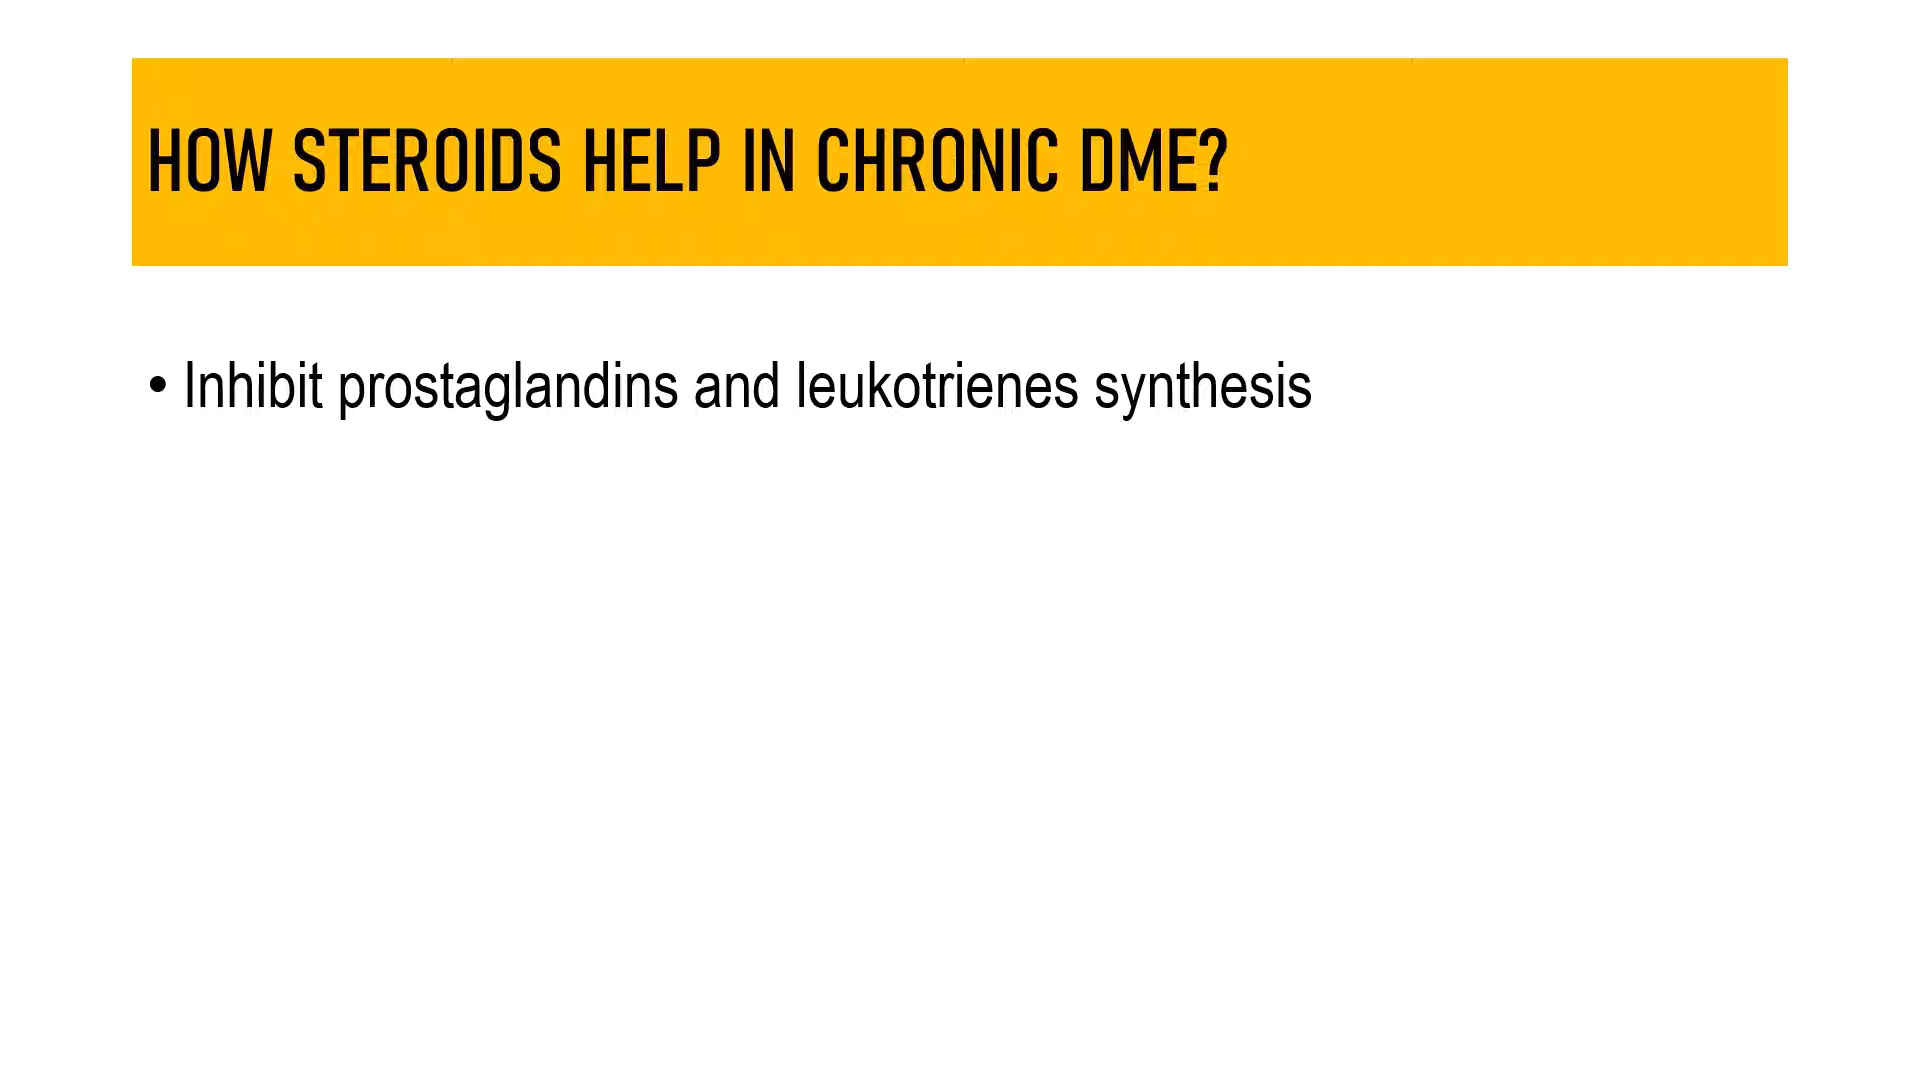 HOW STEROIDS HELP IN CHRONIC DME?
• Inhibit prostaglandins and leukotrienes synthesis